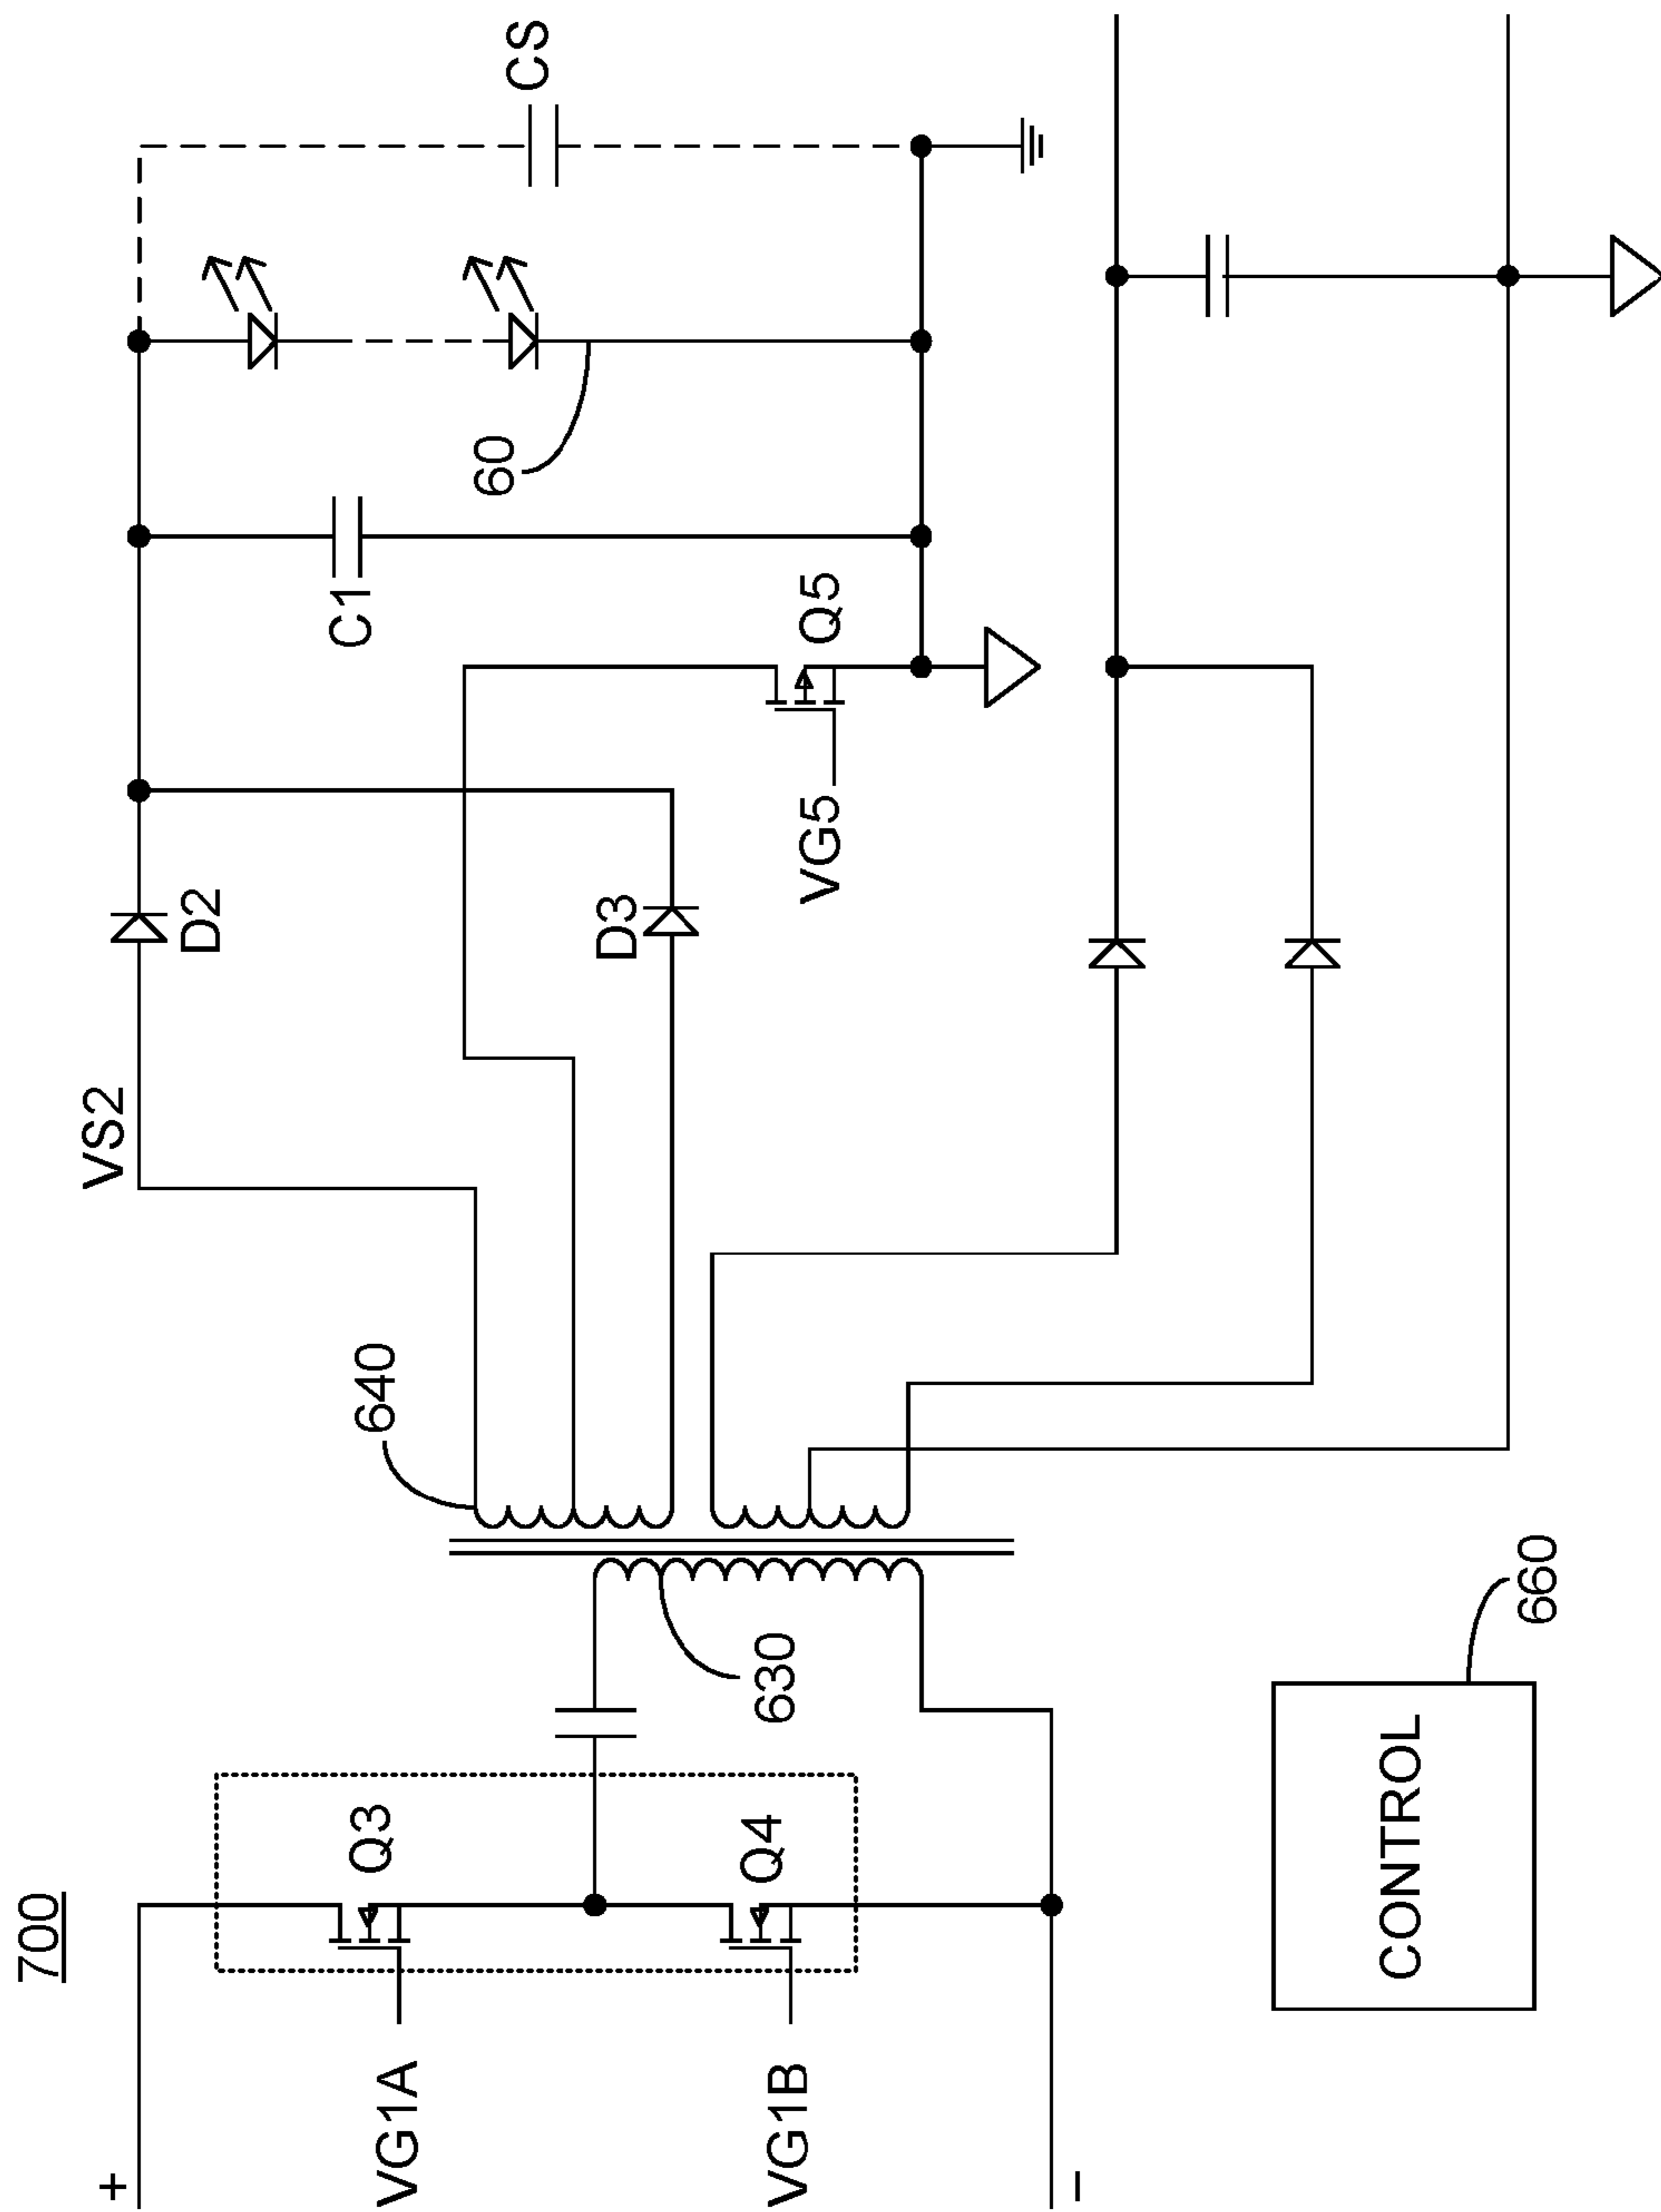 700
+
VG1A
Q3
VG1B
Q4
−
630
640
VS2
D2
D3
VG5
Q5
C1
60
CS
CONTROL
660